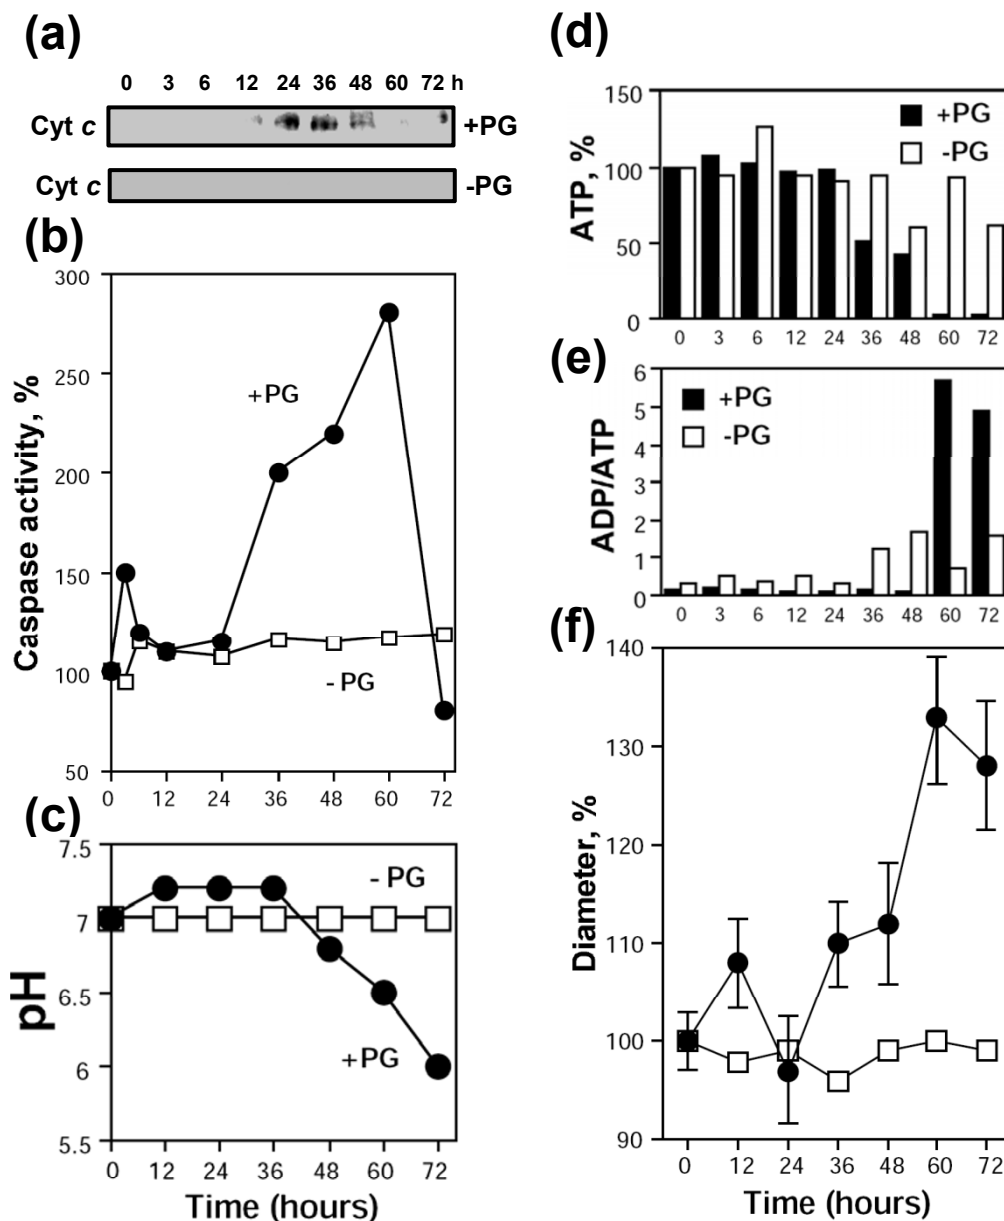 (a)
0 3 6 12 24 36 48 60 72 h
Cyt c +PG
Cyt c -PG
(b)
300
250
200
150
100
50
Caspase activity, %
+PG
- PG
0 12 24 36 48 60 72
(c)
7.5
7
6.5
6
5.5
pH
- PG
+PG
0 12 24 36 48 60 72
Time (hours)
(d)
150
100
50
0
ATP, %
+PG
-PG
0 3 6 12 24 36 48 60 72
(e)
6
5
4
3
2
1
0
ADP/ATP
+PG
-PG
0 3 6 12 24 36 48 60 72
(f)
140
130
120
110
100
90
Diameter, %
0 12 24 36 48 60 72
Time (hours)